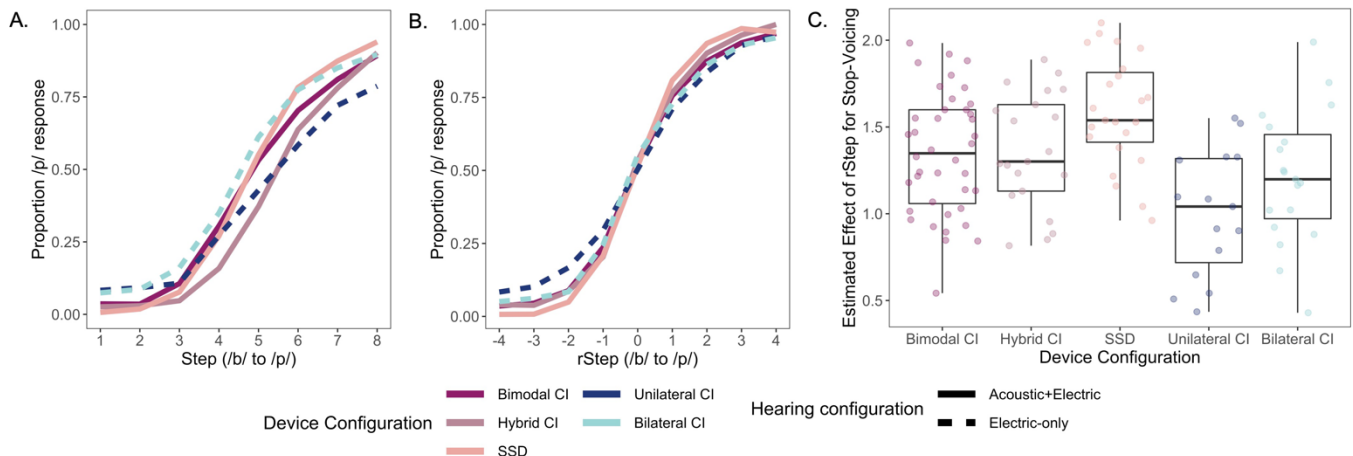 A.
Proportion /p/ response
1.00
0.75
0.50
0.25
0.00
1 2 3 4 5 6 7 8
Step (/b/ to /p/)
B.
Proportion /p/ response
1.00
0.75
0.50
0.25
0.00
-4 -3 -2 -1 0 1 2 3 4
rStep (/b/ to /p/)
C.
Estimated Effect of rStep for Stop-Voicing
2.0
1.5
1.0
0.5
Bimodal CI Hybrid CI SSD Unilateral CI Bilateral CI
Device Configuration
Device Configuration
Bimodal CI
Hybrid CI
SSD
Unilateral CI
Bilateral CI
Hearing configuration
Acoustic+Electric
Electric-only